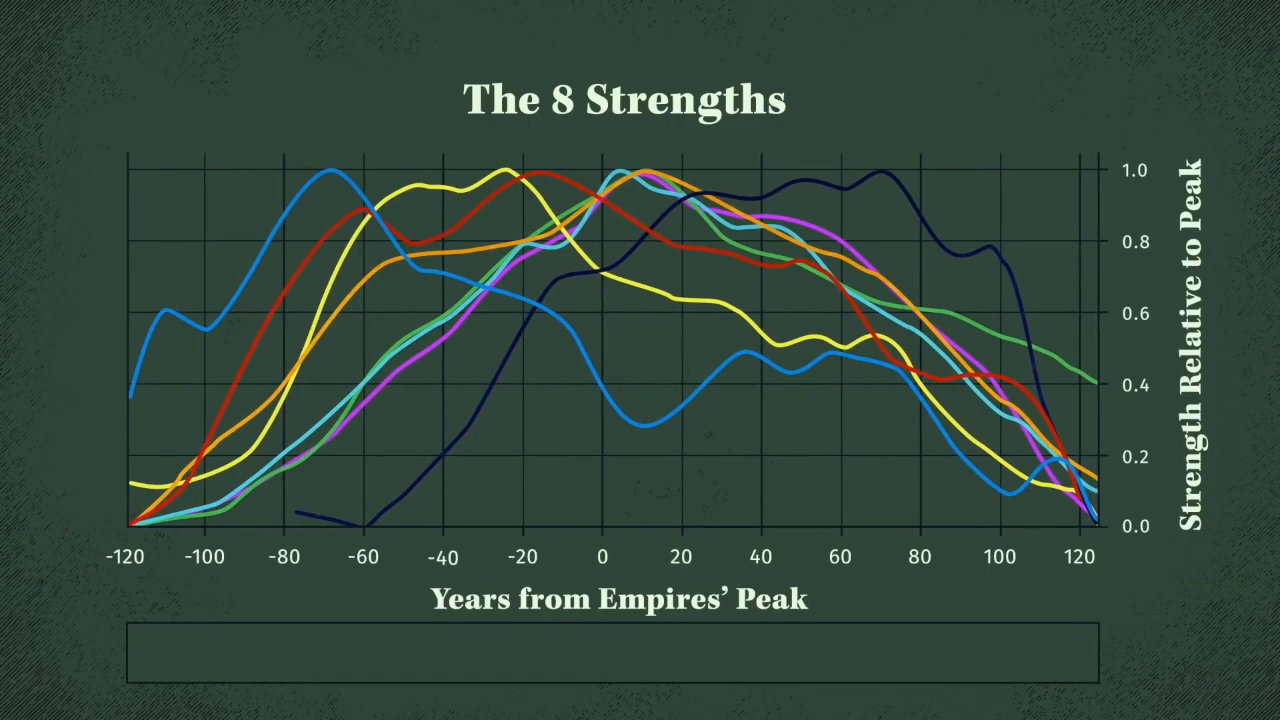 The 8 Strengths
1.0
0.8
0.6
0.4
0.2
0.0
Strength Relative to Peak
-120 -100 -80 -60 -40 -20 0 20 40 60 80 100 120
Years from Empires’ Peak